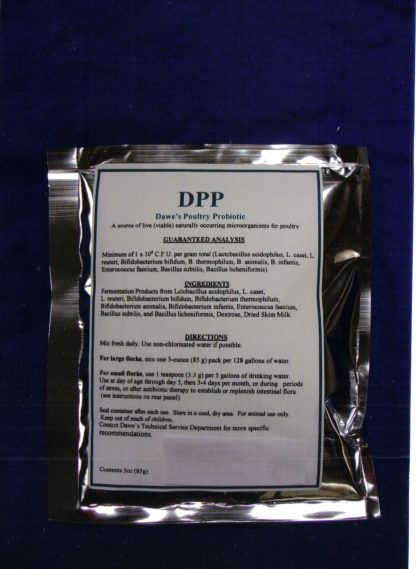 DPP
Dawe's Poultry Probiotic
A source of live (viable) naturally occurring microorganisms for poultry
GUARANTEED ANALYSIS
Minimum of 1 x 10⁸ C.F.U. per gram total (Lactobacillus acidophilus, L. casei, L.
reuteri, Bifidobacterium bifidum, B. thermophilum, B. animalis, B. infantis,
Enterococcus faecium, Bacillus subtilis, Bacillus licheniformis).
INGREDIENTS
Fermentation Products from Lctobacillus acidophilus, L. casei,
L. reuteri, Bifidobacterium bifidum, Bifidobacterium thermophilum,
Bifidobacterium animalis, Bifidobacterium infantis, Enterococcus faecium,
Bacillus subtilis, and Bacillus licheniformis, Dextrose, Dried Skim Milk.
DIRECTIONS
Mix fresh daily. Use non-chlorinated water if possible.
For large flocks, mix one 3-ounce (85 g) pack per 128 gallons of water.
For small flocks, use 1 teaspoon (3.3 g) per 5 gallons of drinking water.
Use at day of age through day 5, then 3-4 days per month, or during periods
of stress, or after antibiotic therapy to establish or replenish intestinal flora
(see instructions on rear panel).
Seal container after each use. Store in a cool, dry area. For animal use only.
Keep out of reach of children.
Contact Dawe's Technical Service Department for more specific
recommendations.
Contents 3oz (85g)